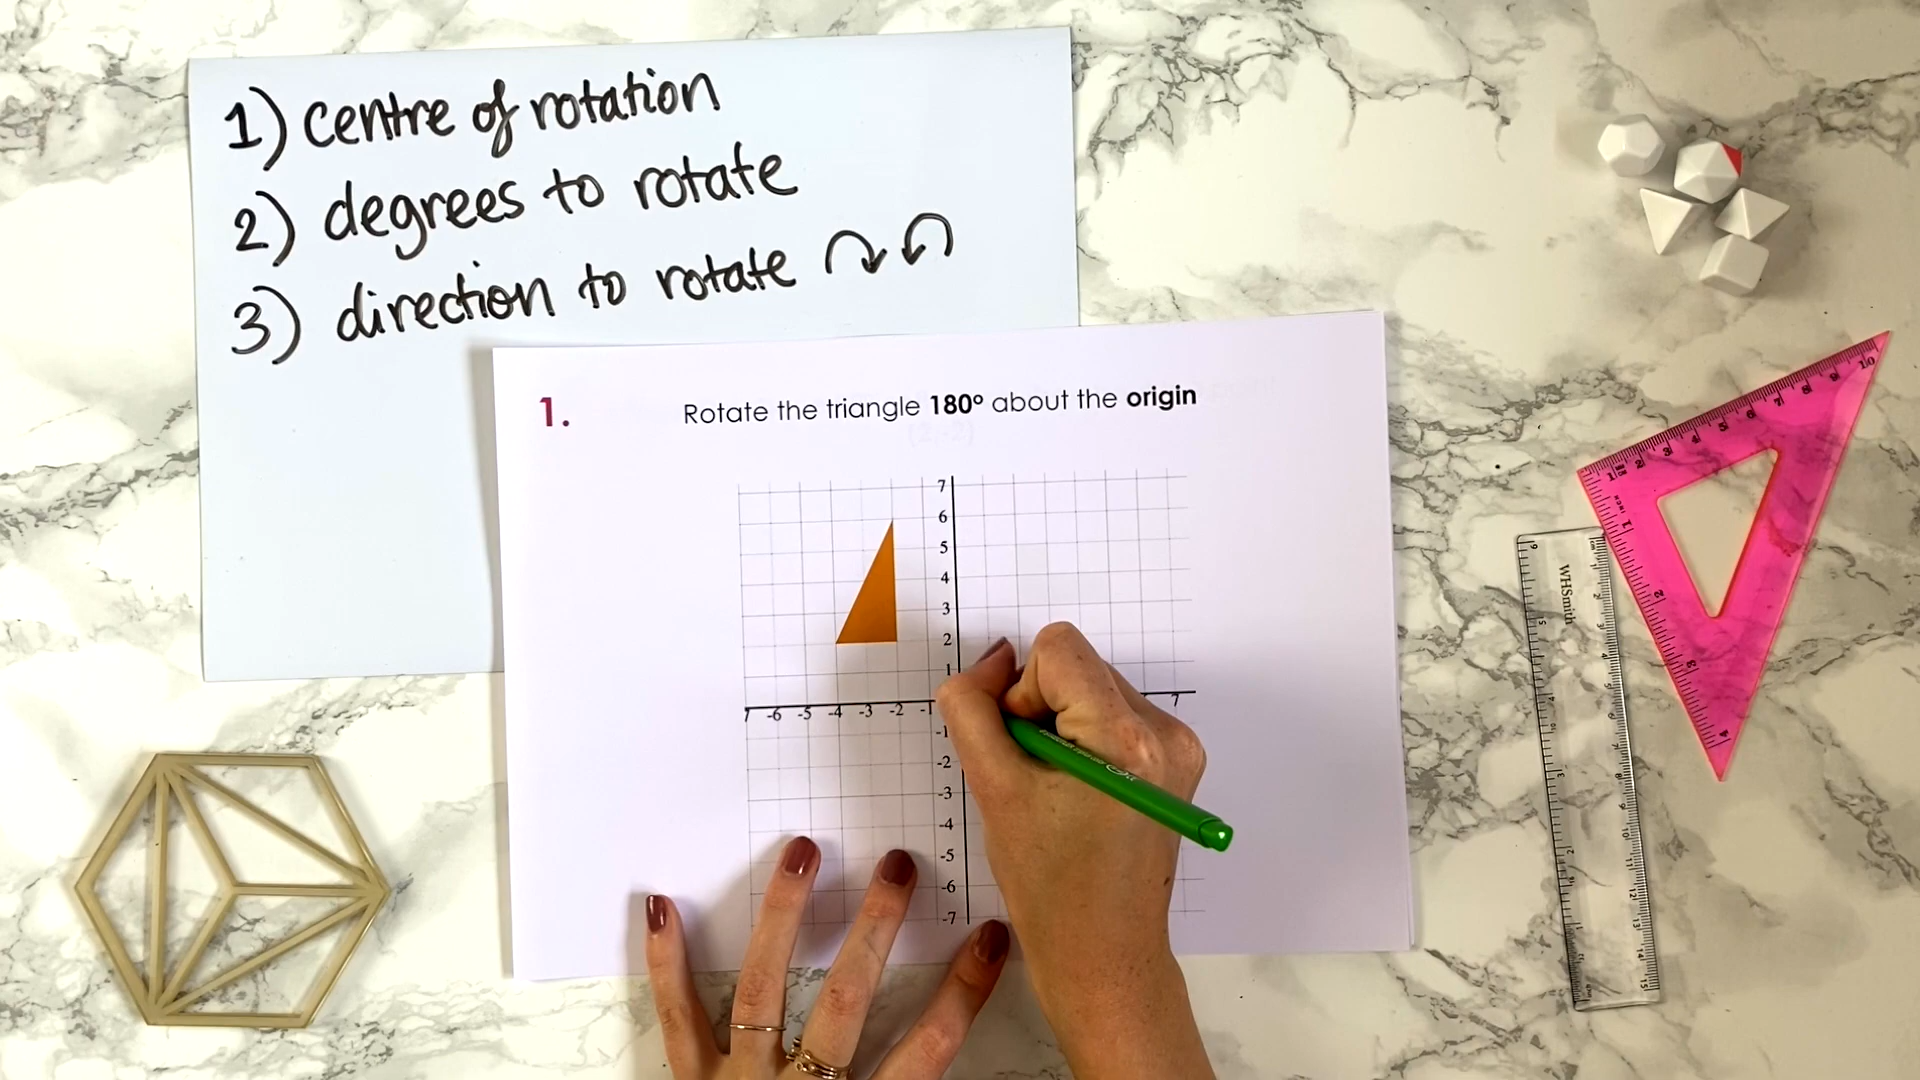 1) centre of rotation
2) degrees to rotate
3) direction to rotate
1. Rotate the triangle 180° about the origin
7
6
5
4
3
2
1
7 -6 -5 -4 -3 -2 -1 7
-1
-2
-3
-4
-5
-6
-7
WHSmith